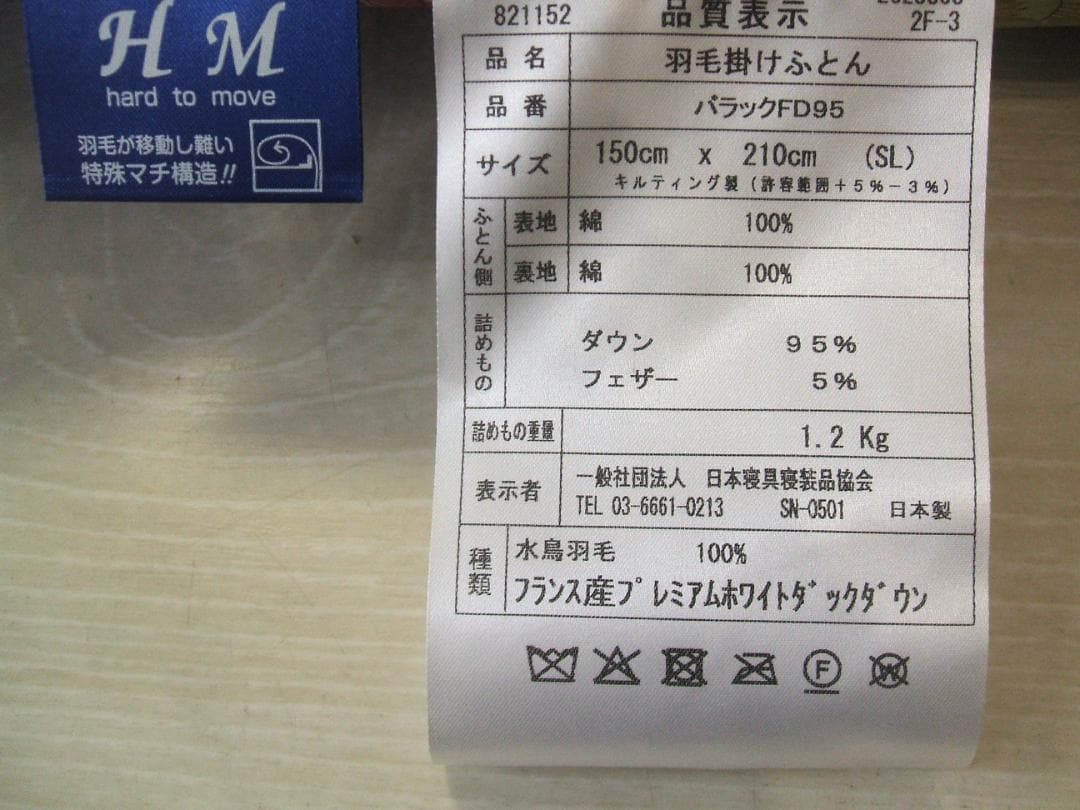 H M
hard to move
羽毛が移動し難い
特殊マチ構造!!
821152
品質表示
2F-3
品名 羽毛掛けふとん
品番 バラックFD95
サイズ 150cm x 210cm (SL)
キルティング製(許容範囲+5%-3%)
ふとん側 表地 綿 100%
裏地 綿 100%
詰めもの ダウン 95%
フェザー 5%
詰めもの重量 1.2 Kg
表示者 一般社団法人 日本寝具寝装品協会
TEL 03-6661-0213 SN-0501 日本製
種類 水鳥羽毛 100%
フランス産プレミアムホワイトダックダウン
F
W